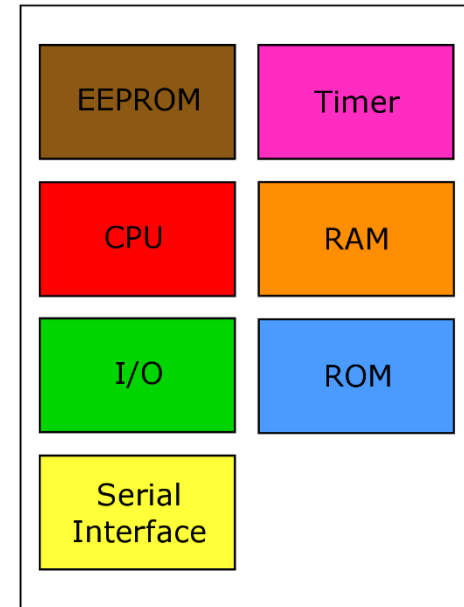 EEPROM
Timer
CPU
RAM
I/O
ROM
Serial
Interface